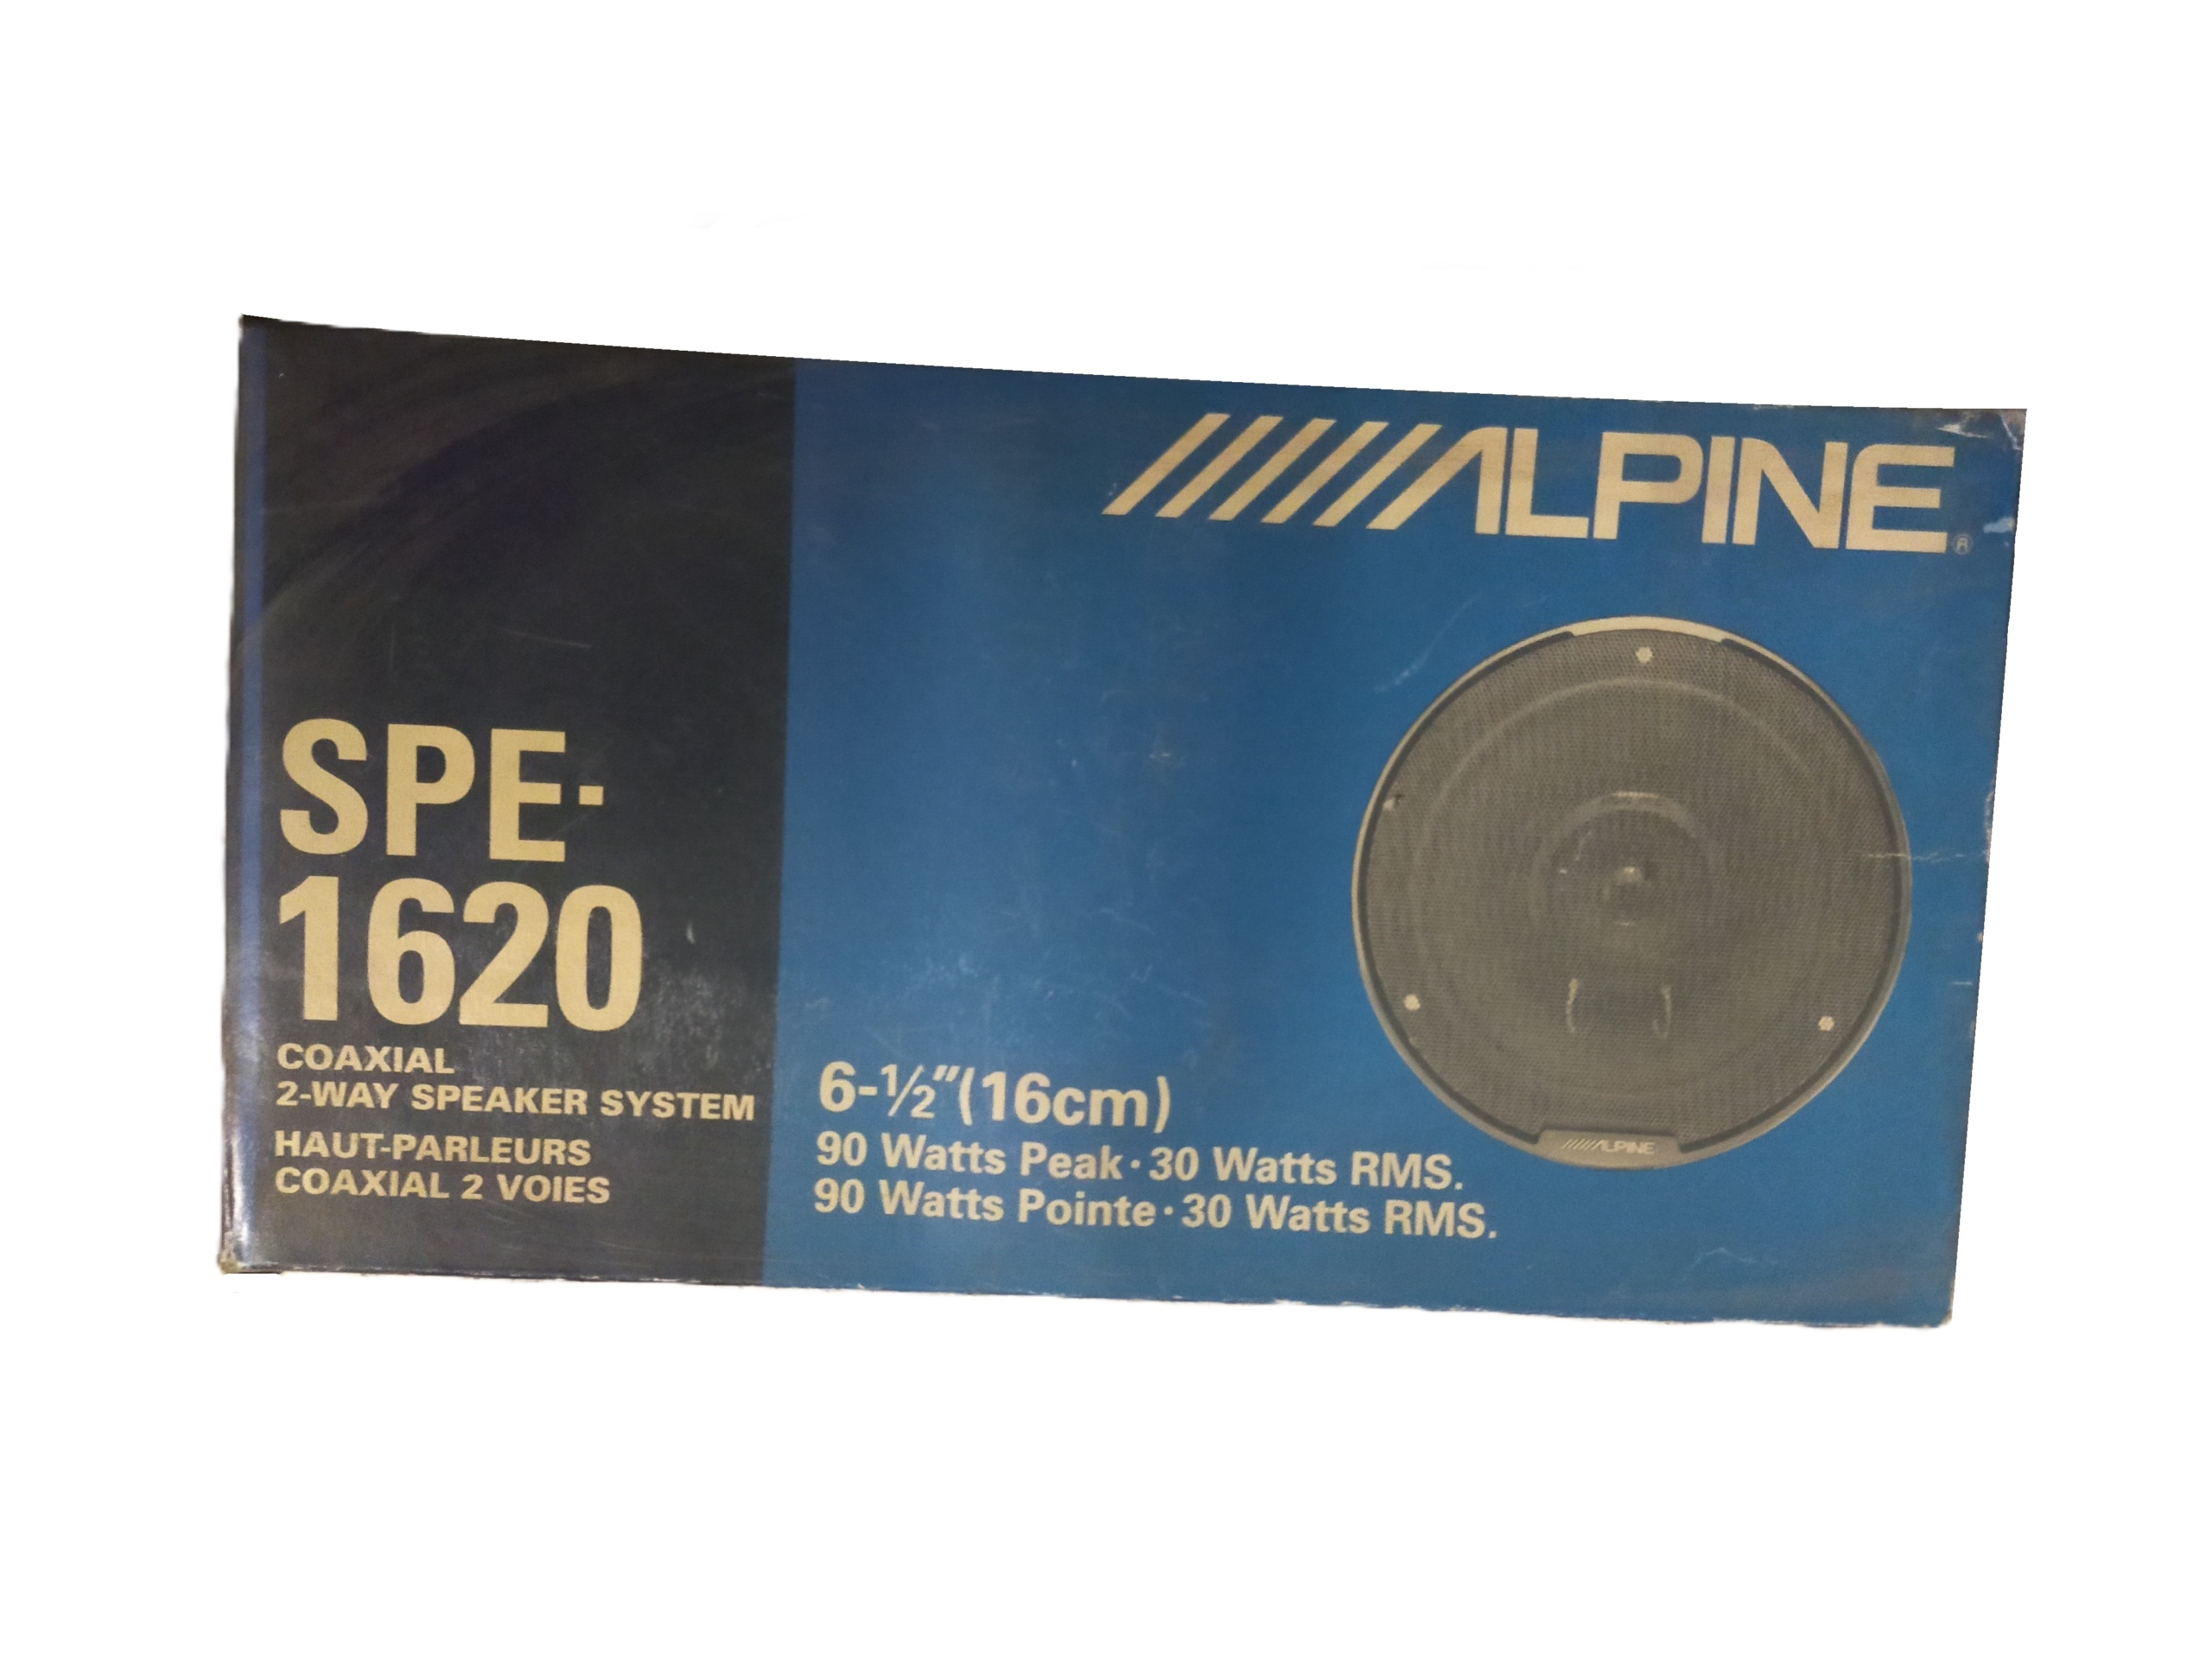 ALPINE®
SPE-
1620
COAXIAL
2-WAY SPEAKER SYSTEM
HAUT-PARLEURS
COAXIAL 2 VOIES
6-½"(16cm)
90 Watts Peak·30 Watts RMS.
90 Watts Pointe·30 Watts RMS.
ALPINE